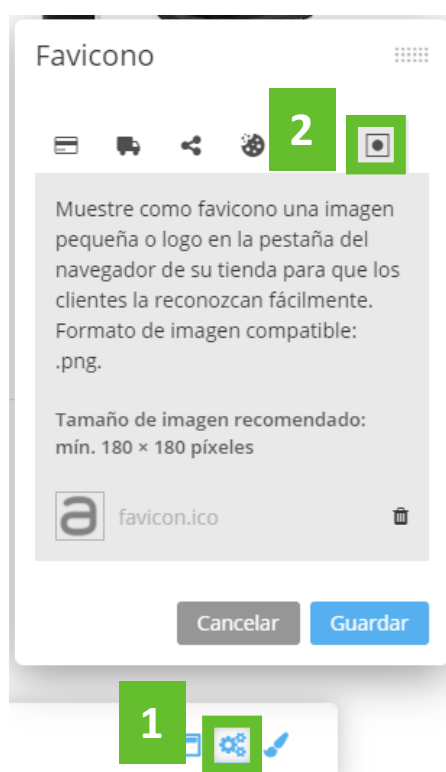 Favicono
2
Muestre como favicono una imagen
pequeña o logo en la pestaña del
navegador de su tienda para que los
clientes la reconozcan fácilmente.
Formato de imagen compatible:
.png.
Tamaño de imagen recomendado:
mín. 180 × 180 píxeles
a favicon.ico
Cancelar Guardar
1